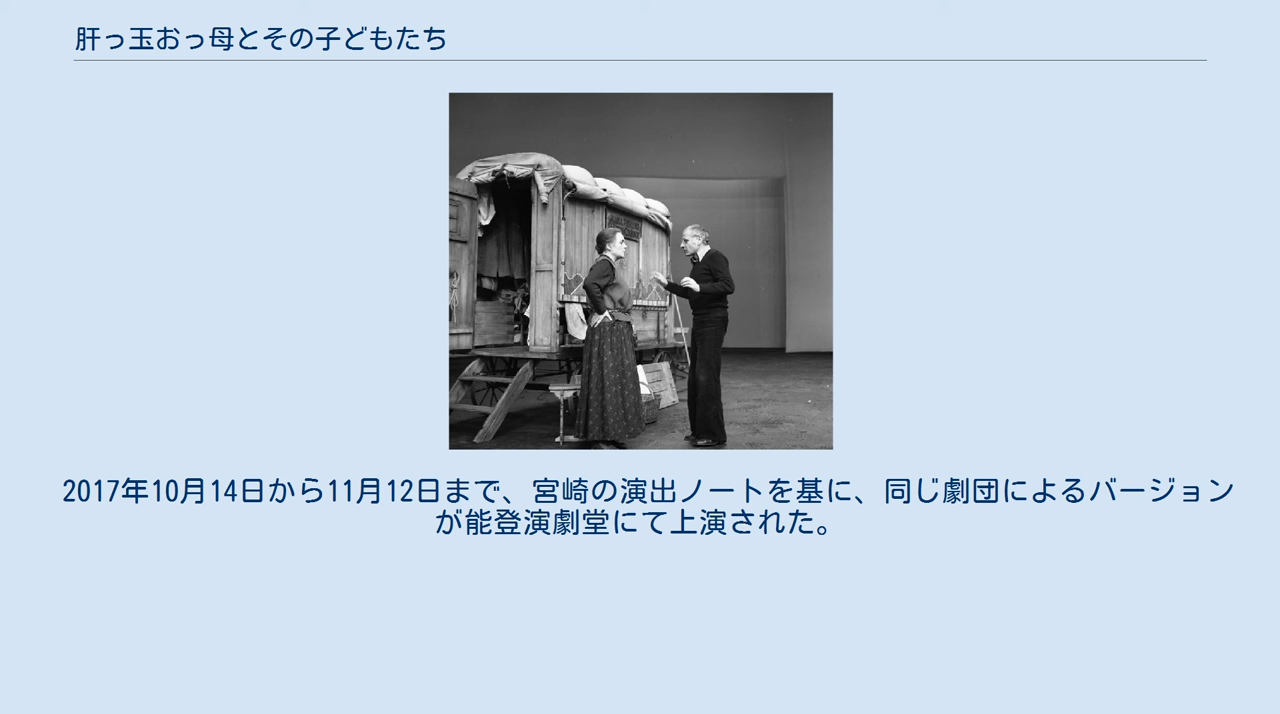 肝っ玉おっ母とその子どもたち
2017年10月14日から11月12日まで、宮崎の演出ノートを基に、同じ劇団によるバージョン
が能登演劇堂にて上演された。